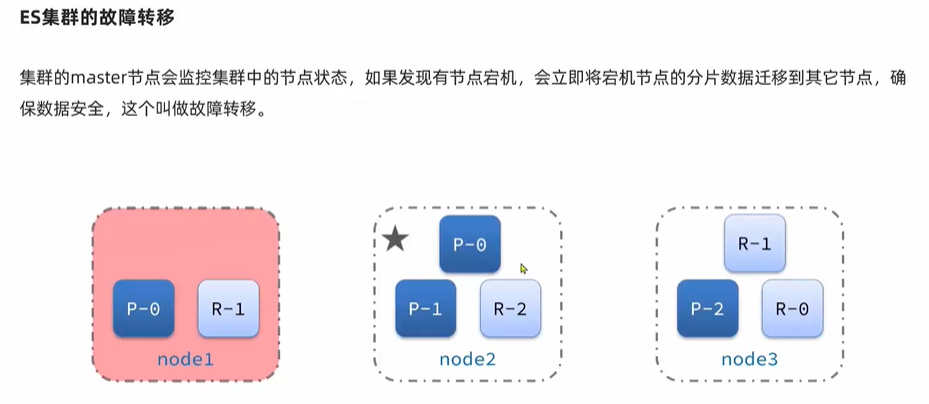 ES集群的故障转移
集群的master节点会监控集群中的节点状态，如果发现有节点宕机，会立即将宕机节点的分片数据迁移到其它节点，确
保数据安全，这个叫做故障转移。
P-0
R-1
node1
P-0
P-1
R-2
node2
R-1
P-2
R-0
node3